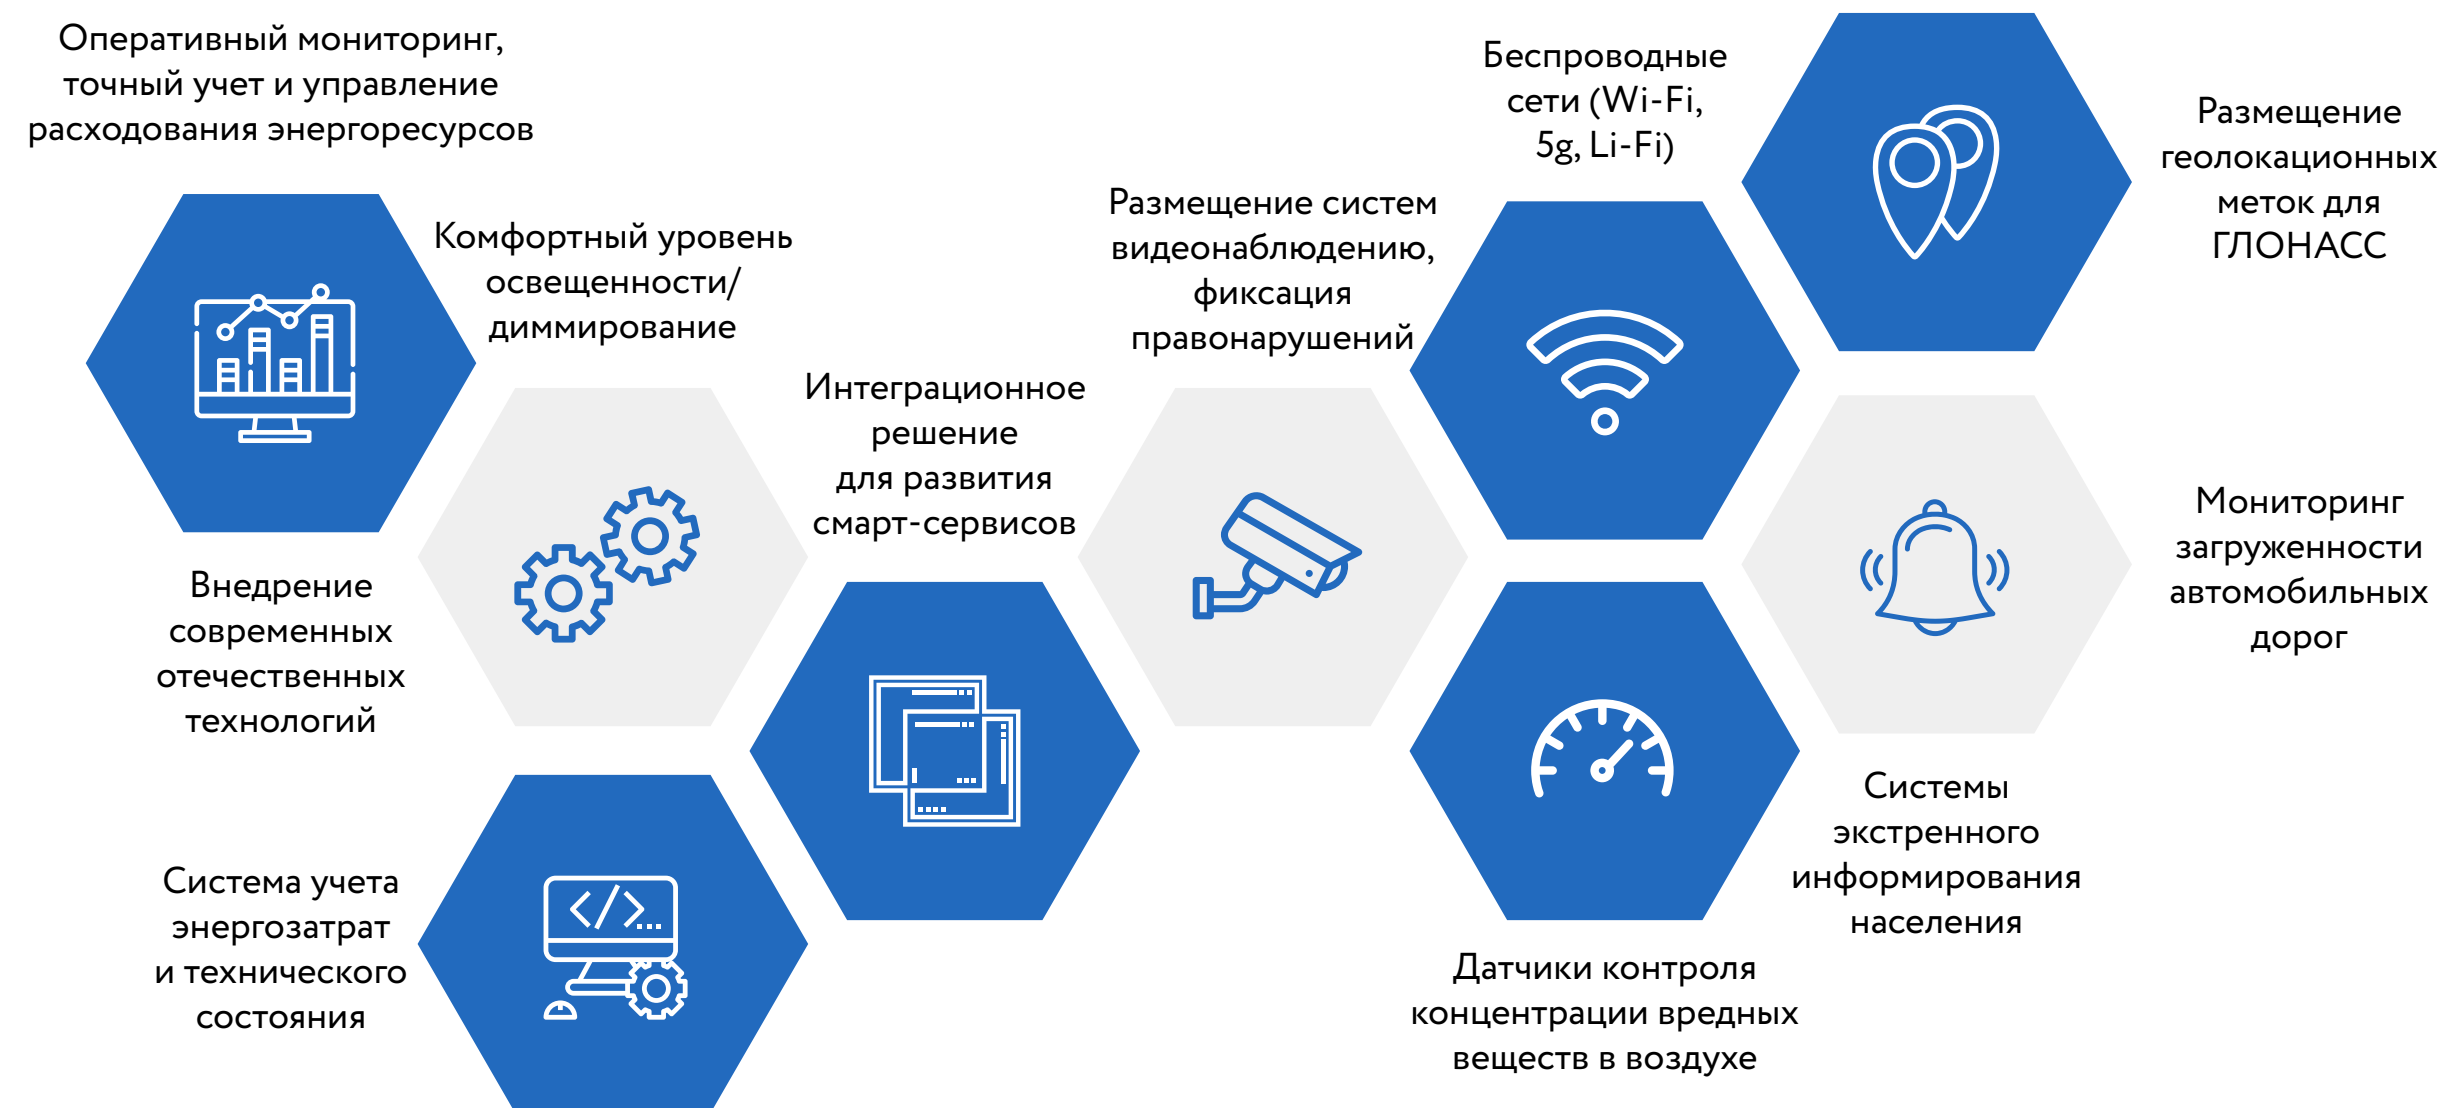 Оперативный мониторинг,
точный учет и управление
расходования энергоресурсов
Комфортный уровень
освещенности/
диммирование
Внедрение
современных
отечественных
технологий
Система учета
энергозатрат
и технического
состояния
Интеграционное
решение
для развития
смарт-сервисов
Размещение систем
видеонаблюдению,
фиксация
правонарушений
Беспроводные
сети (Wi-Fi,
5g, Li-Fi)
Размещение
геолокационных
меток для
ГЛОНАСС
Мониторинг
загруженности
автомобильных
дорог
Системы
экстренного
информирования
населения
Датчики контроля
концентрации вредных
веществ в воздухе